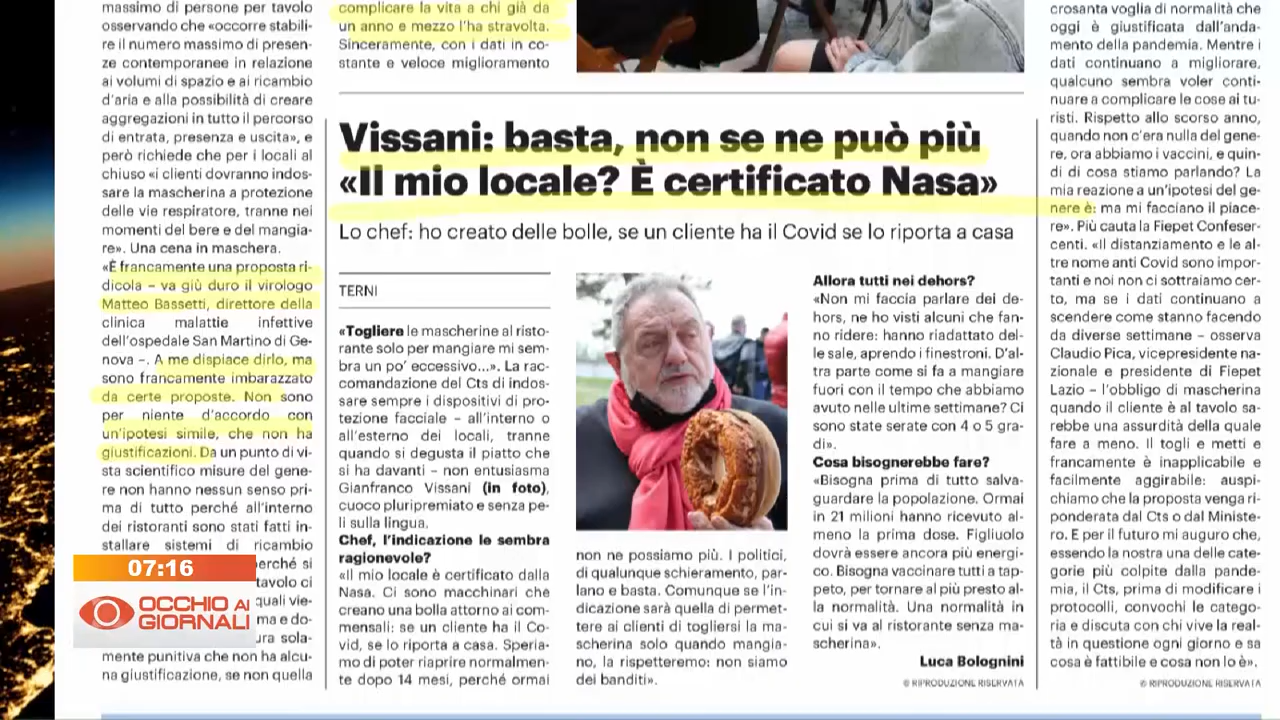 massimo di persone per tavolo
osservando che «occorre stabili-
re il numero massimo di presen-
ze contemporanee in relazione
ai volumi di spazio e ai ricambio
d'aria e alla possibilità di creare
aggregazioni in tutto il percorso
di entrata, presenza e uscita», e
però richiede che per i locali al
chiuso «i clienti dovranno indos-
sare la mascherina a protezione
delle vie respiratore, tranne nei
momenti del bere e del mangia-
re». Una cena in maschera.
«È francamente una proposta ri-
dicola – va giù duro il virologo
Matteo Bassetti, direttore della
clinica malattie infettive
dell'ospedale San Martino di Ge-
nova –. A me dispiace dirlo, ma
sono francamente imbarazzato
da certe proposte. Non sono
per niente d'accordo con
un'ipotesi simile, che non ha
giustificazioni. Da un punto di vi-
sta scientifico misure del gene-
re non hanno nessun senso pri-
ma di tutto perché all'interno
dei ristoranti sono stati fatti in-
stallare sistemi di ricambio
perché si
tavolo ci
quali vie-
ma e do-
ura sola-
mente punitiva che non ha alcu-
na giustificazione, se non quella
complicare la vita a chi già da
un anno e mezzo l'ha stravolta.
Sinceramente, con i dati in co-
stante e veloce miglioramento
Vissani: basta, non se ne può più
«Il mio locale? È certificato Nasa»
Lo chef: ho creato delle bolle, se un cliente ha il Covid se lo riporta a casa
TERNI
«Togliere le mascherine al risto-
rante solo per mangiare mi sem-
bra un po' eccessivo...». La rac-
comandazione del Cts di indos-
sare sempre i dispositivi di pro-
tezione facciale – all'interno o
all'esterno dei locali, tranne
quando si degusta il piatto che
si ha davanti – non entusiasma
Gianfranco Vissani (in foto),
cuoco pluripremiato e senza pe-
li sulla lingua.
Chef, l'indicazione le sembra
ragionevole?
«Il mio locale è certificato dalla
Nasa. Ci sono macchinari che
creano una bolla attorno ai com-
mensali: se un cliente ha il Co-
vid, se lo riporta a casa. Speria-
mo di poter riaprire normalmen-
te dopo 14 mesi, perché ormai
non ne possiamo più. I politici,
di qualunque schieramento, par-
lano e basta. Comunque se l'in-
dicazione sarà quella di permet-
tere ai clienti di togliersi la ma-
scherina solo quando mangia-
no, la rispetteremo: non siamo
dei banditi».
Allora tutti nei dehors?
«Non mi faccia parlare dei de-
hors, ne ho visti alcuni che fan-
no ridere: hanno riadattato del-
le sale, aprendo i finestroni. D'al-
tra parte come si fa a mangiare
fuori con il tempo che abbiamo
avuto nelle ultime settimane? Ci
sono state serate con 4 o 5 gra-
di».
Cosa bisognerebbe fare?
«Bisogna prima di tutto salva-
guardare la popolazione. Ormai
in 21 milioni hanno ricevuto al-
meno la prima dose. Figliuolo
dovrà essere ancora più energi-
co. Bisogna vaccinare tutti a tap-
peto, per tornare al più presto al-
la normalità. Una normalità in
cui si va al ristorante senza ma-
scherina».
Luca Bolognini
© RIPRODUZIONE RISERVATA
crosanta voglia di normalità che
oggi è giustificata dall'anda-
mento della pandemia. Mentre i
dati continuano a migliorare,
qualcuno sembra voler conti-
nuare a complicare le cose ai tu-
risti. Rispetto allo scorso anno,
quando non c'era nulla del gene-
re, ora abbiamo i vaccini, e quin-
di di cosa stiamo parlando? La
mia reazione a un'ipotesi del ge-
nere è: ma mi facciano il piace-
re». Più cauta la Fiepet Confeser-
centi. «Il distanziamento e le al-
tre nome anti Covid sono impor-
tanti e noi non ci sottraiamo cer-
to, ma se i dati continuano a
scendere come stanno facendo
da diverse settimane – osserva
Claudio Pica, vicepresidente na-
zionale e presidente di Fiepet
Lazio – l'obbligo di mascherina
quando il cliente è al tavolo sa-
rebbe una assurdità della quale
fare a meno. Il togli e metti e
francamente è inapplicabile e
facilmente aggirabile: auspi-
chiamo che la proposta venga ri-
ponderata dal Cts o dal Ministe-
ro. E per il futuro mi auguro che,
essendo la nostra una delle cate-
gorie più colpite dalla pande-
mia, il Cts, prima di modificare i
protocolli, convochi le catego-
ria e discuta con chi vive la real-
tà in questione ogni giorno e sa
cosa è fattibile e cosa non lo è».
© RIPRODUZIONE RISERVATA
07:16
OCCHIO AI
GIORNALI